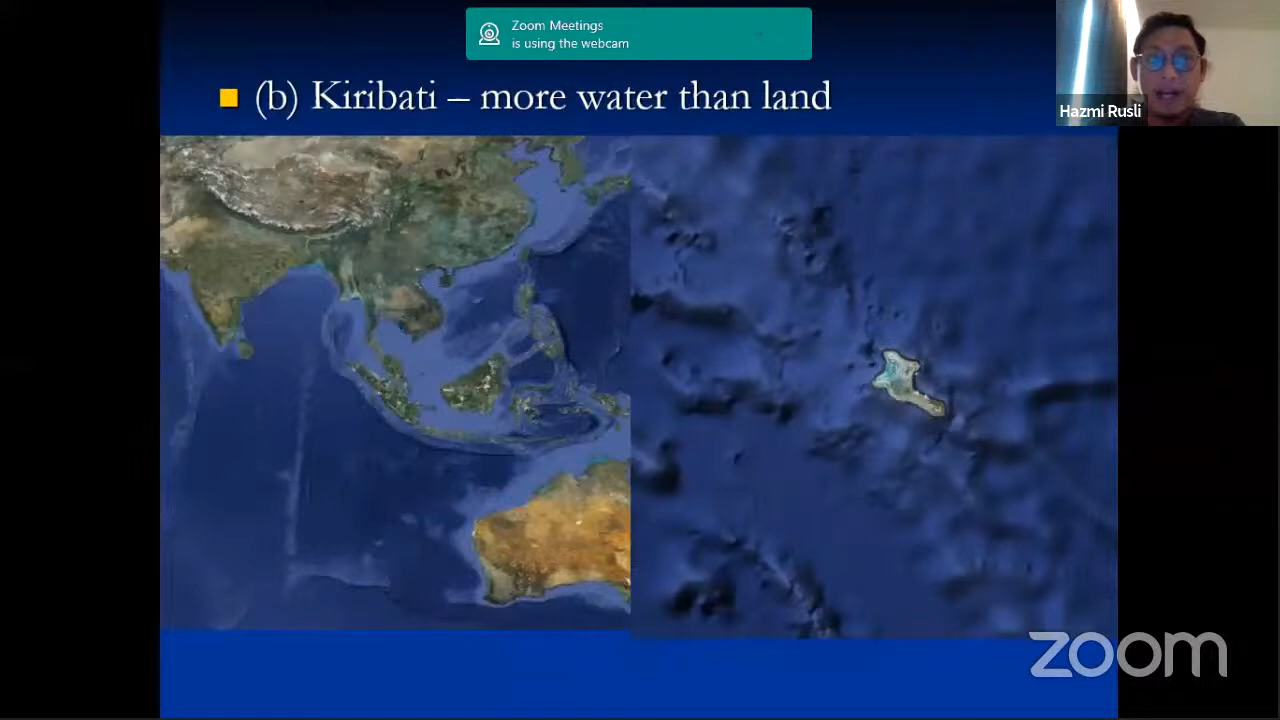 Zoom Meetings
is using the webcam
(b) Kiribati – more water than land
Hazmi Rusli
zoom